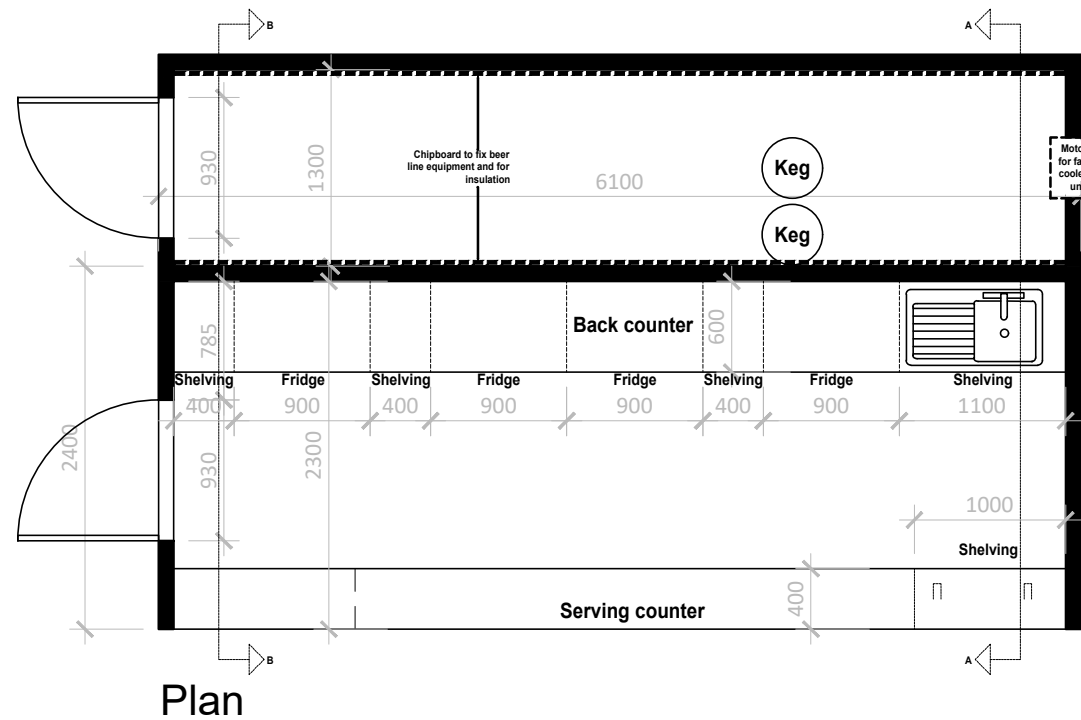 B
A
Chipboard to fix beer
line equipment and for
insulation
930
1300
6100
Keg
Keg
for
Back counter
785
600
Shelving Fridge Shelving Fridge Fridge Shelving Fridge Shelving
400 900 400 900 900 400 900 1100
2400
930
2300
1000
Shelving
Serving counter
400
B
A
Plan